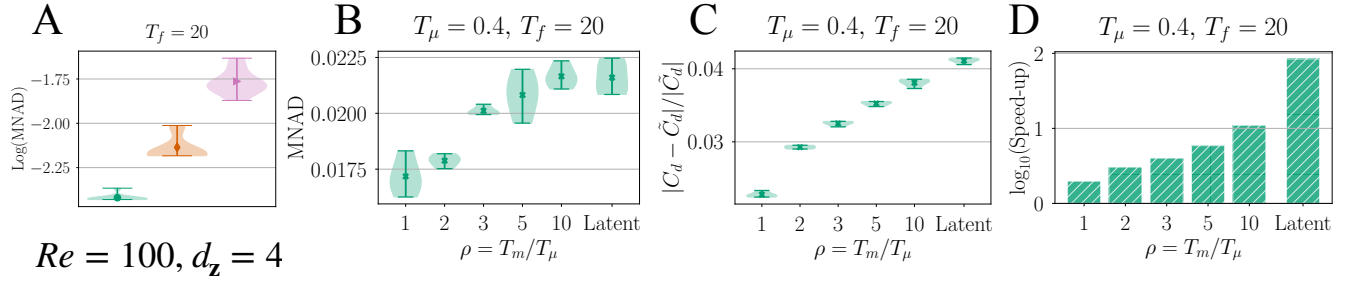 A
T_f = 20
Log(MNAD)
−1.75
−2.00
−2.25
Re = 100, d_z = 4
B
T_μ = 0.4, T_f = 20
MNAD
0.0225
0.0200
0.0175
1 2 3 5 10 Latent
ρ = T_m/T_μ
C
T_μ = 0.4, T_f = 20
|C_d − C̃_d|/|C_d|
0.04
0.03
1 2 3 5 10 Latent
ρ = T_m/T_μ
D
T_μ = 0.4, T_f = 20
log₁₀(Speed-up)
2
1
0
1 2 3 5 10 Latent
ρ = T_m/T_μ